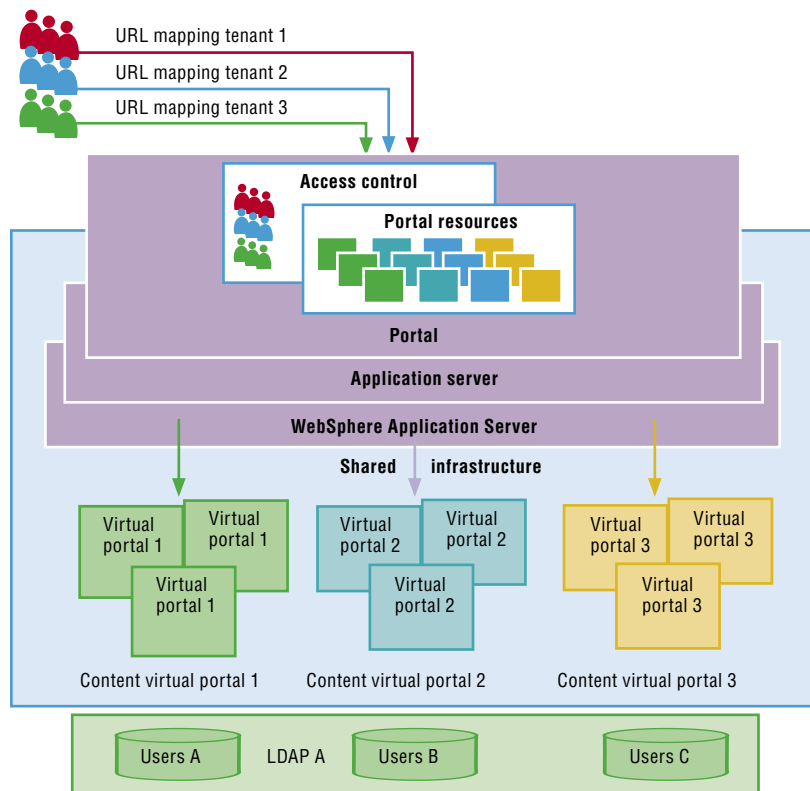 URL mapping tenant 1
URL mapping tenant 2
URL mapping tenant 3
Access control
Portal resources
Portal
Application server
WebSphere Application Server
Shared infrastructure
Virtual
portal 1
Virtual
portal 1
Virtual
portal 1
Virtual
portal 2
Virtual
portal 2
Virtual
portal 2
Virtual
portal 3
Virtual
portal 3
Virtual
portal 3
Content virtual portal 1
Content virtual portal 2
Content virtual portal 3
Users A
LDAP A
Users B
Users C